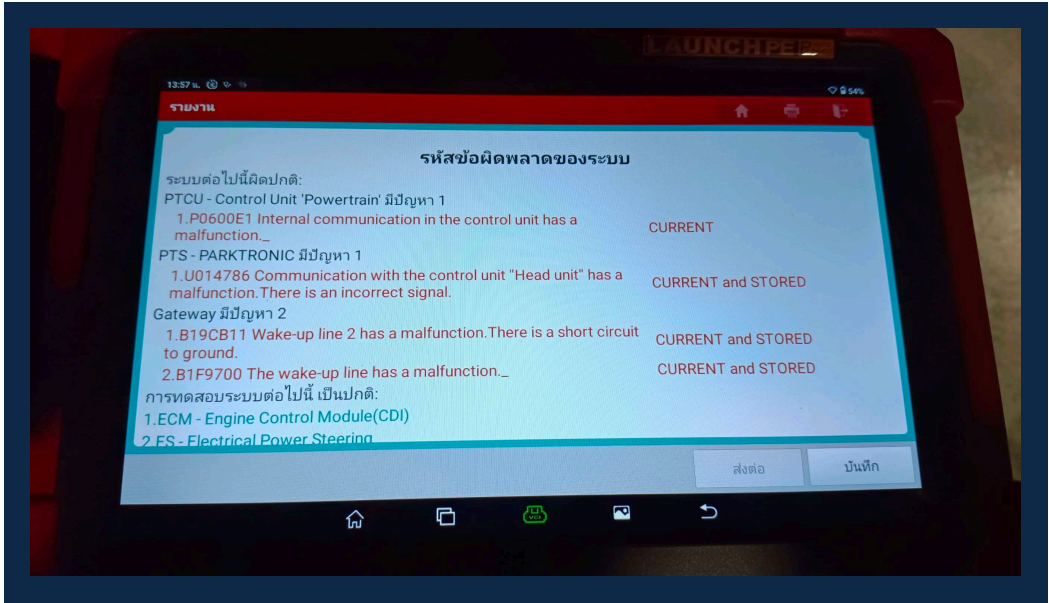 LAUNCH
13:57 น.
54%
รายงาน
รหัสข้อผิดพลาดของระบบ
ระบบต่อไปนี้ผิดปกติ:
PTCU - Control Unit 'Powertrain' มีปัญหา 1
1.P0600E1 Internal communication in the control unit has a
malfunction._
CURRENT
PTS - PARKTRONIC มีปัญหา 1
1.U014786 Communication with the control unit "Head unit" has a
malfunction.There is an incorrect signal.
CURRENT and STORED
Gateway มีปัญหา 2
1.B19CB11 Wake-up line 2 has a malfunction.There is a short circuit
to ground.
CURRENT and STORED
2.B1F9700 The wake-up line has a malfunction._
CURRENT and STORED
การทดสอบระบบต่อไปนี้ เป็นปกติ:
1.ECM - Engine Control Module(CDI)
2.ES - Electrical Power Steering
ส่งต่อ
บันทึก
VCI